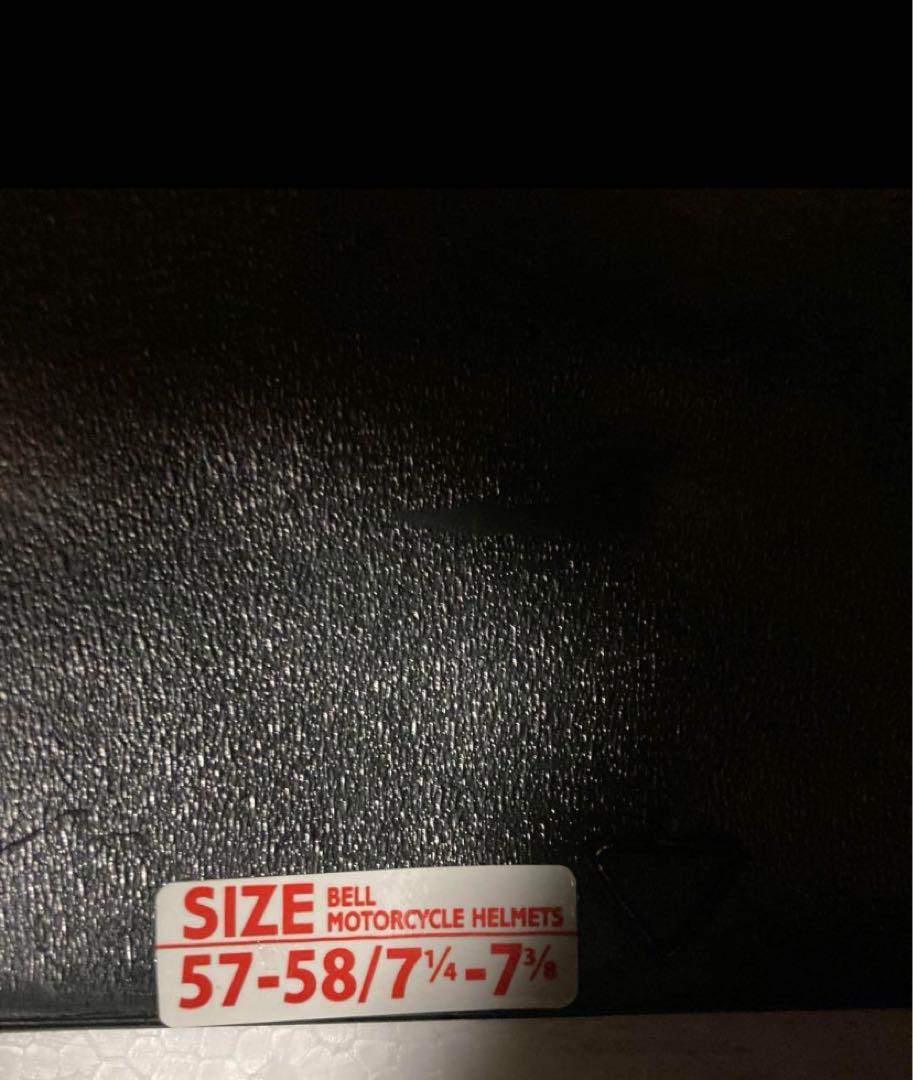 SIZE BELL
MOTORCYCLE HELMETS
57-58/7¼-7⅜